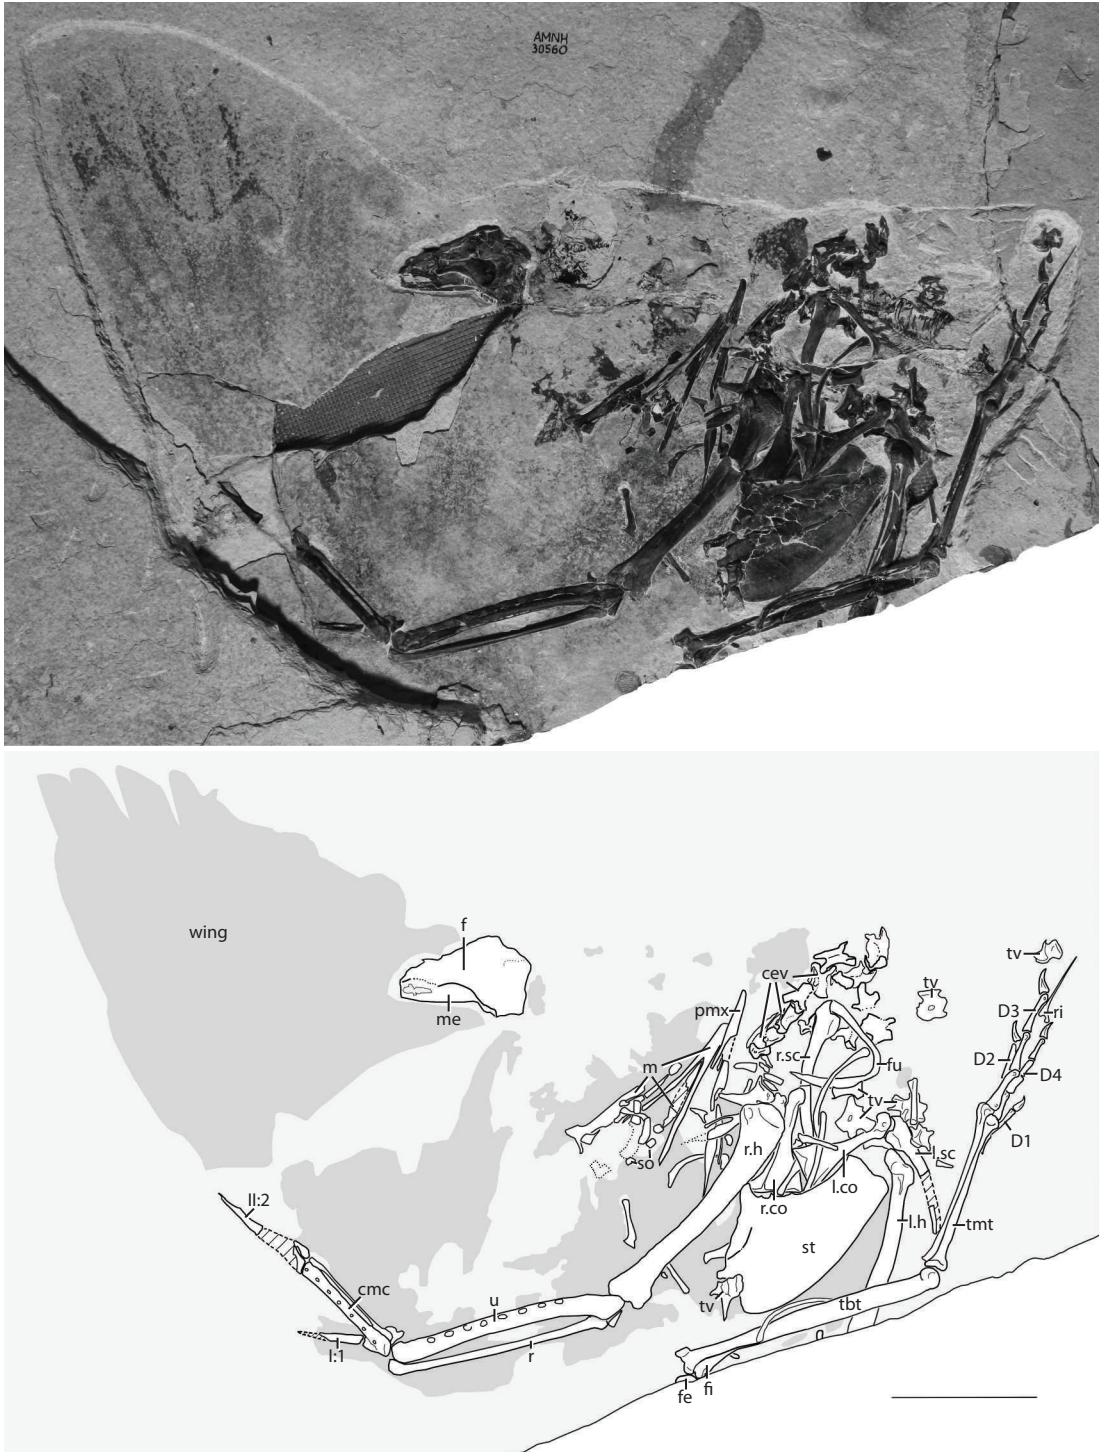 AMNH
30560
wing
f
me
cev
tv
tv
pmx
D3
ri
r.sc
fu
D2
D4
m
tv
D1
r.h
l.sc
so
l.co
r.co
II:2
l.h
tmt
st
cmc
u
tv
tbt
I:1
r
fe
fi